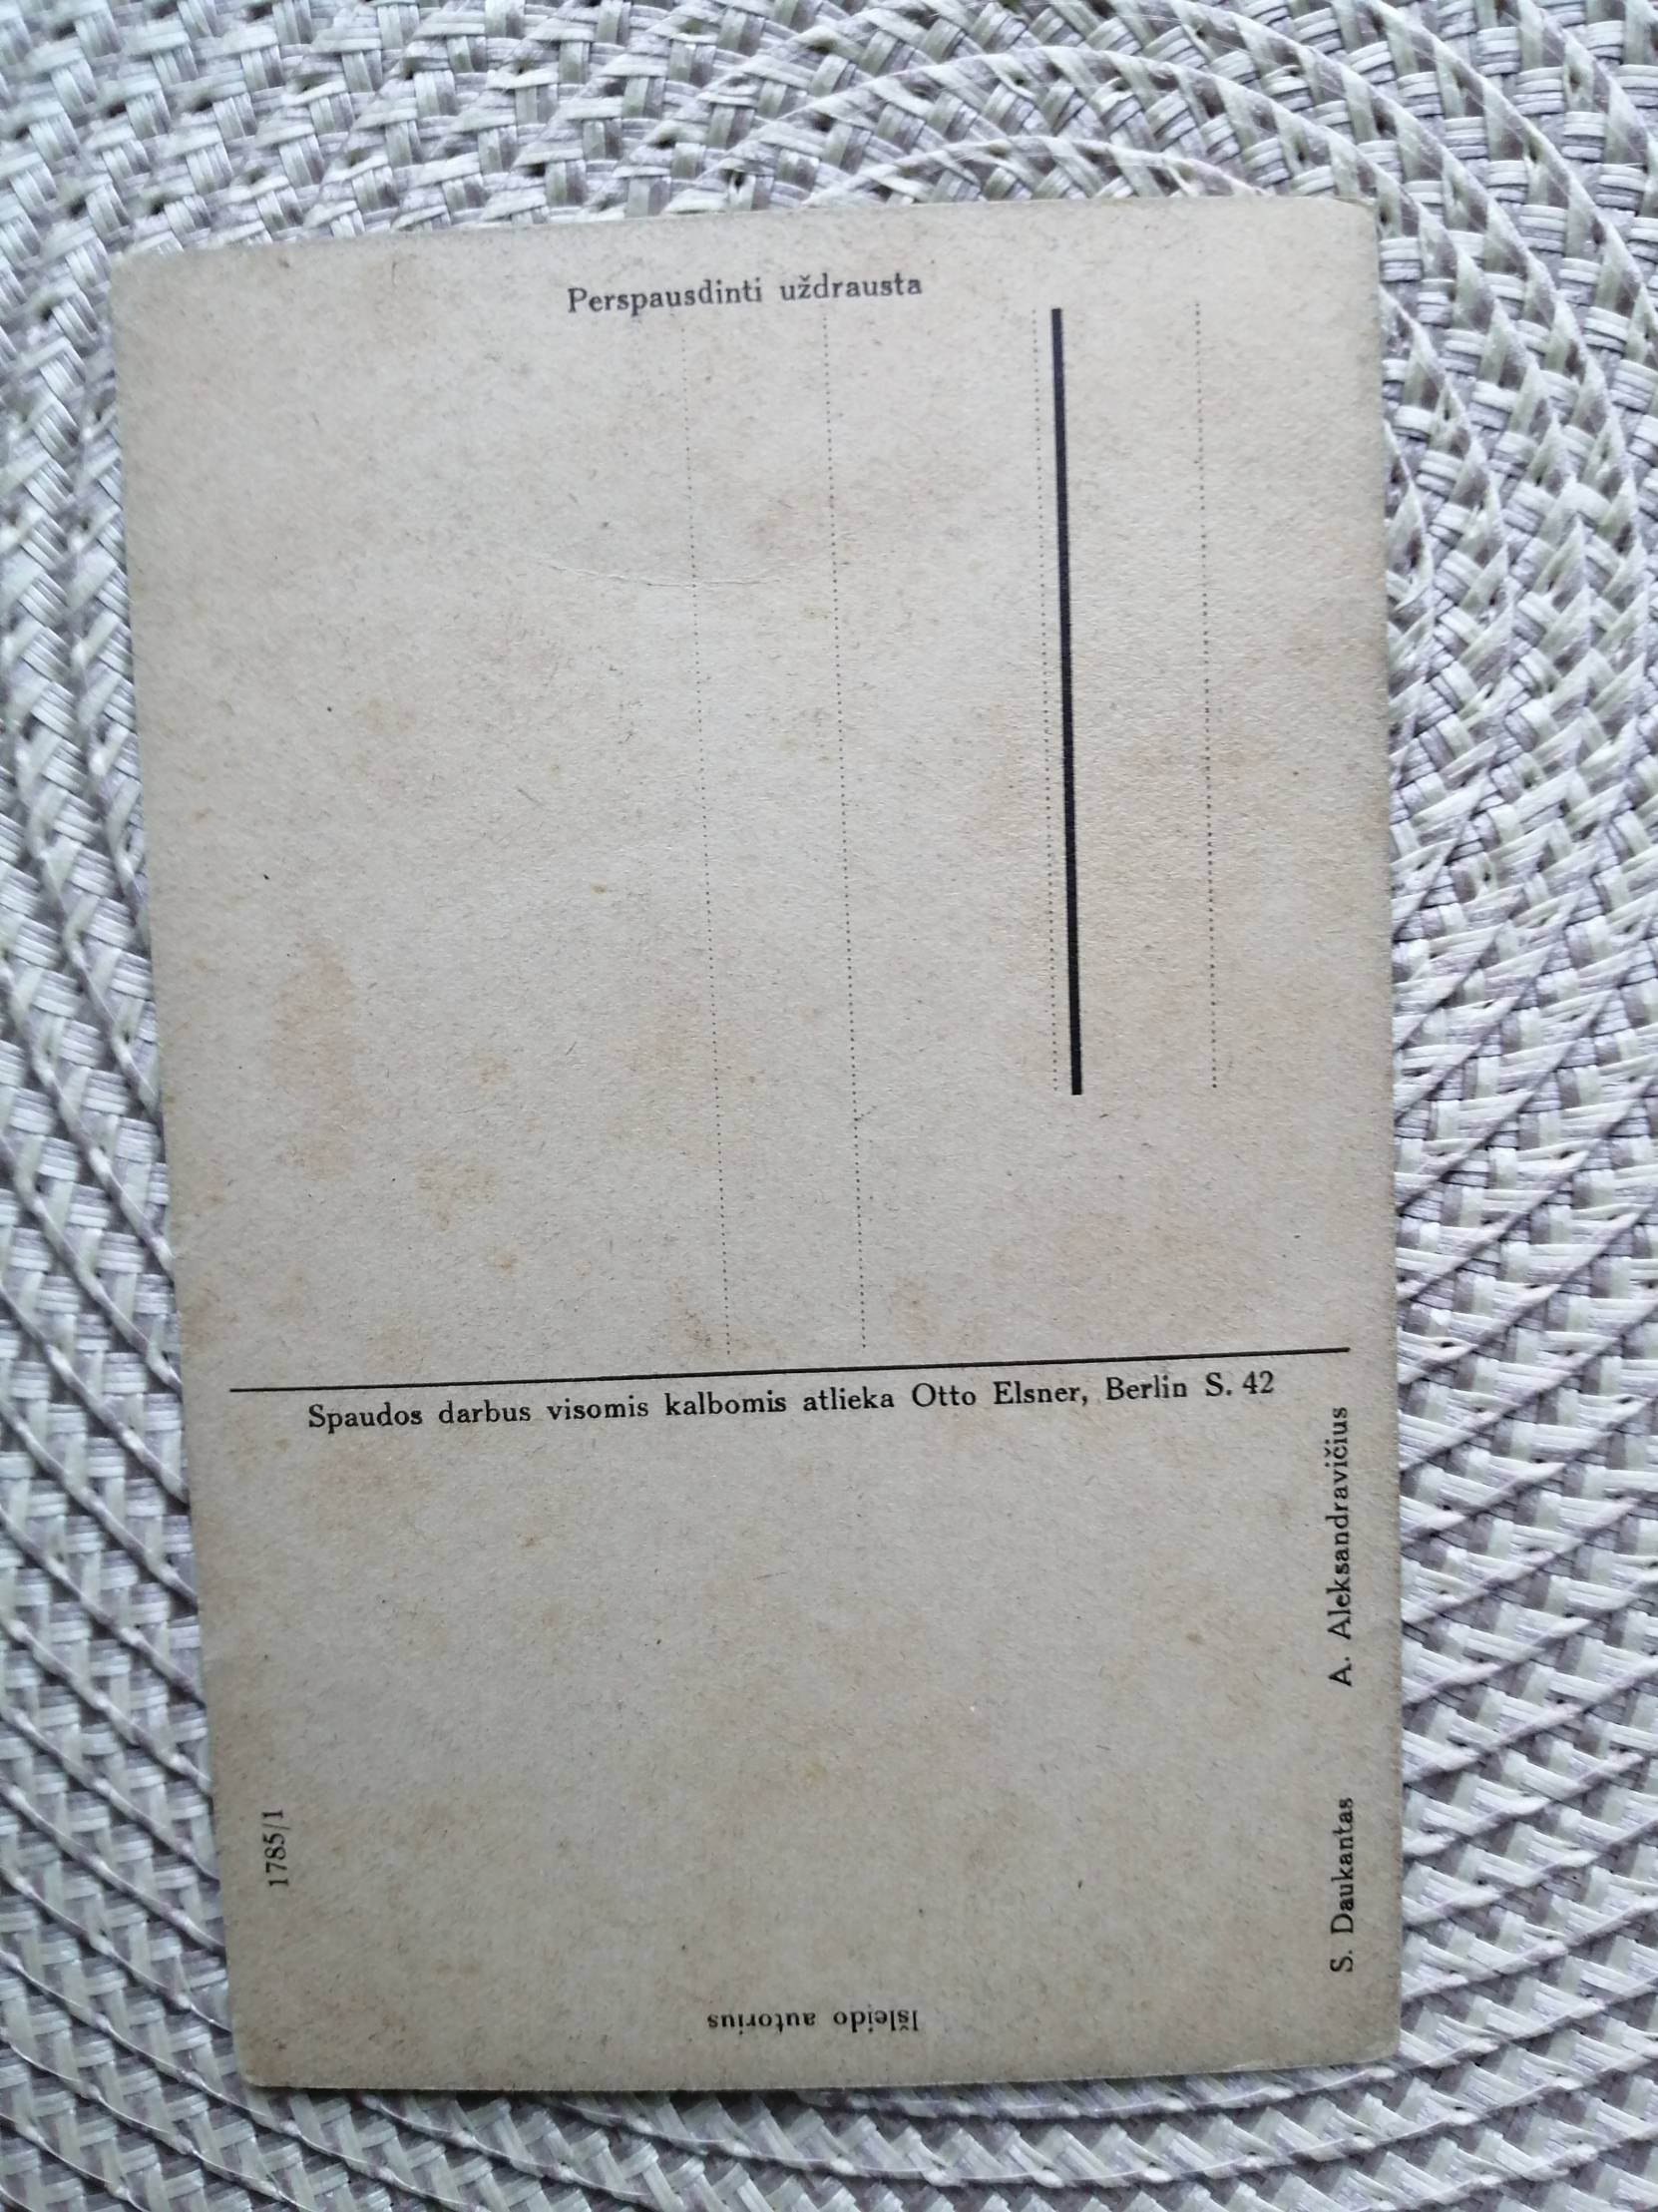 Perspausdinti uždrausta
Spaudos darbus visomis kalbomis atlieka Otto Elsner, Berlin S. 42
S. Daukantas A. Aleksandravičius
1785/1
Išleido autorius